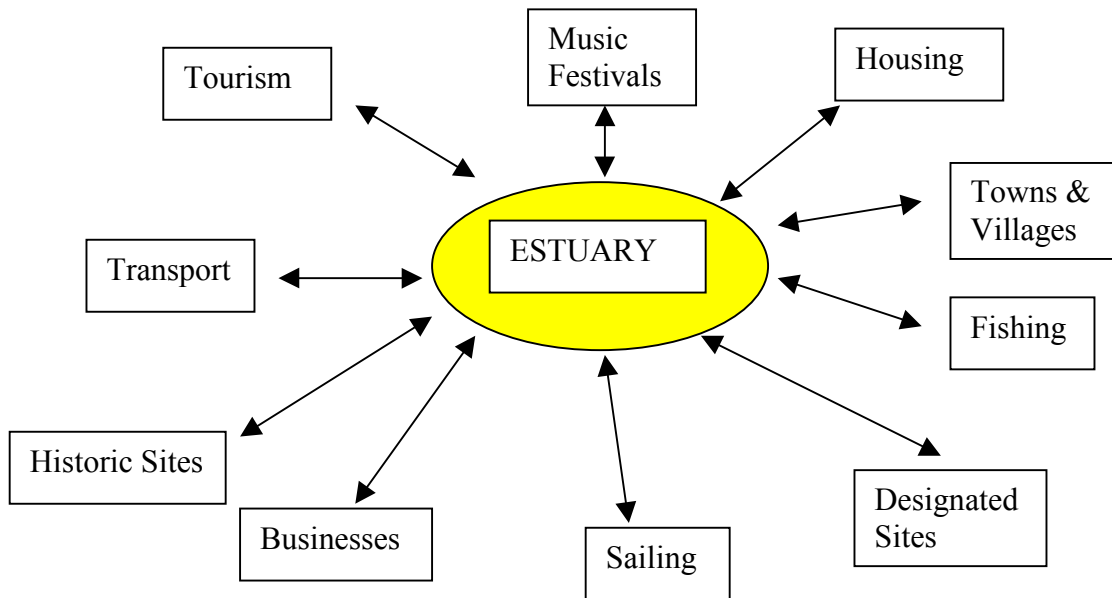 Tourism
Music
Festivals
Housing
Towns &
Villages
ESTUARY
Transport
Fishing
Historic Sites
Designated
Sites
Businesses
Sailing